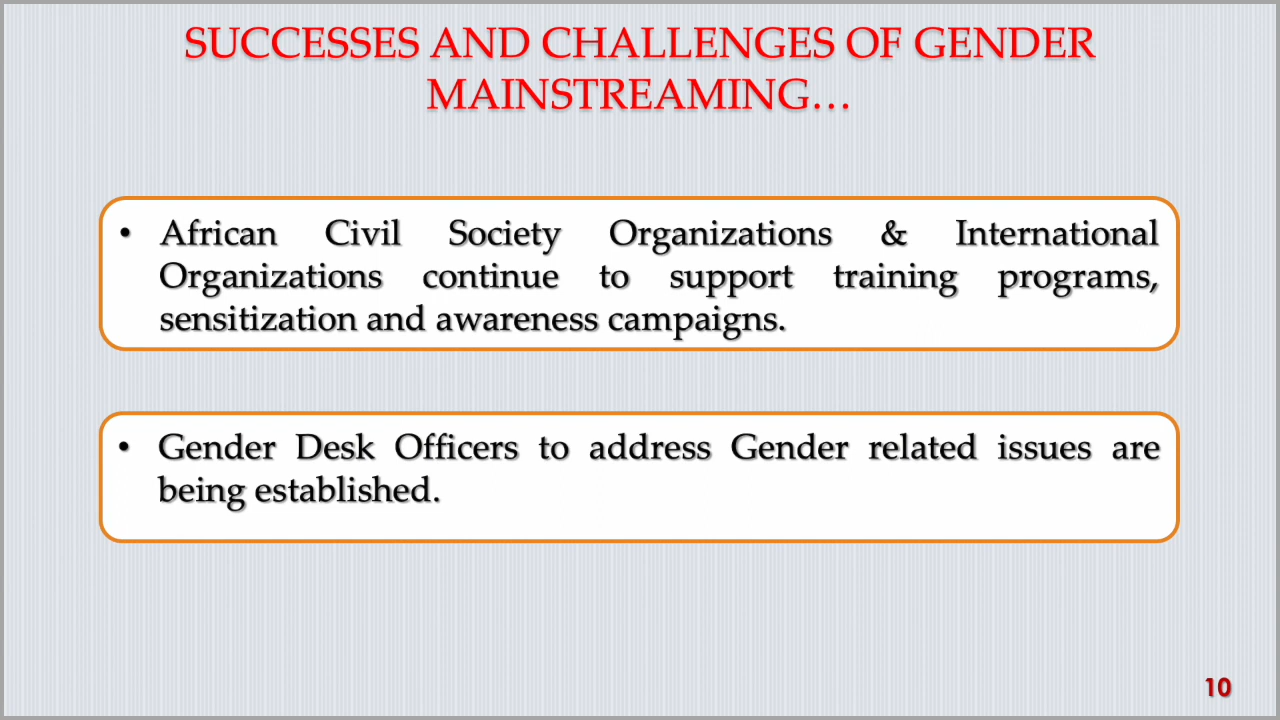 SUCCESSES AND CHALLENGES OF GENDER
MAINSTREAMING…
• African Civil Society Organizations & International
Organizations continue to support training programs,
sensitization and awareness campaigns.
• Gender Desk Officers to address Gender related issues are
being established.
10